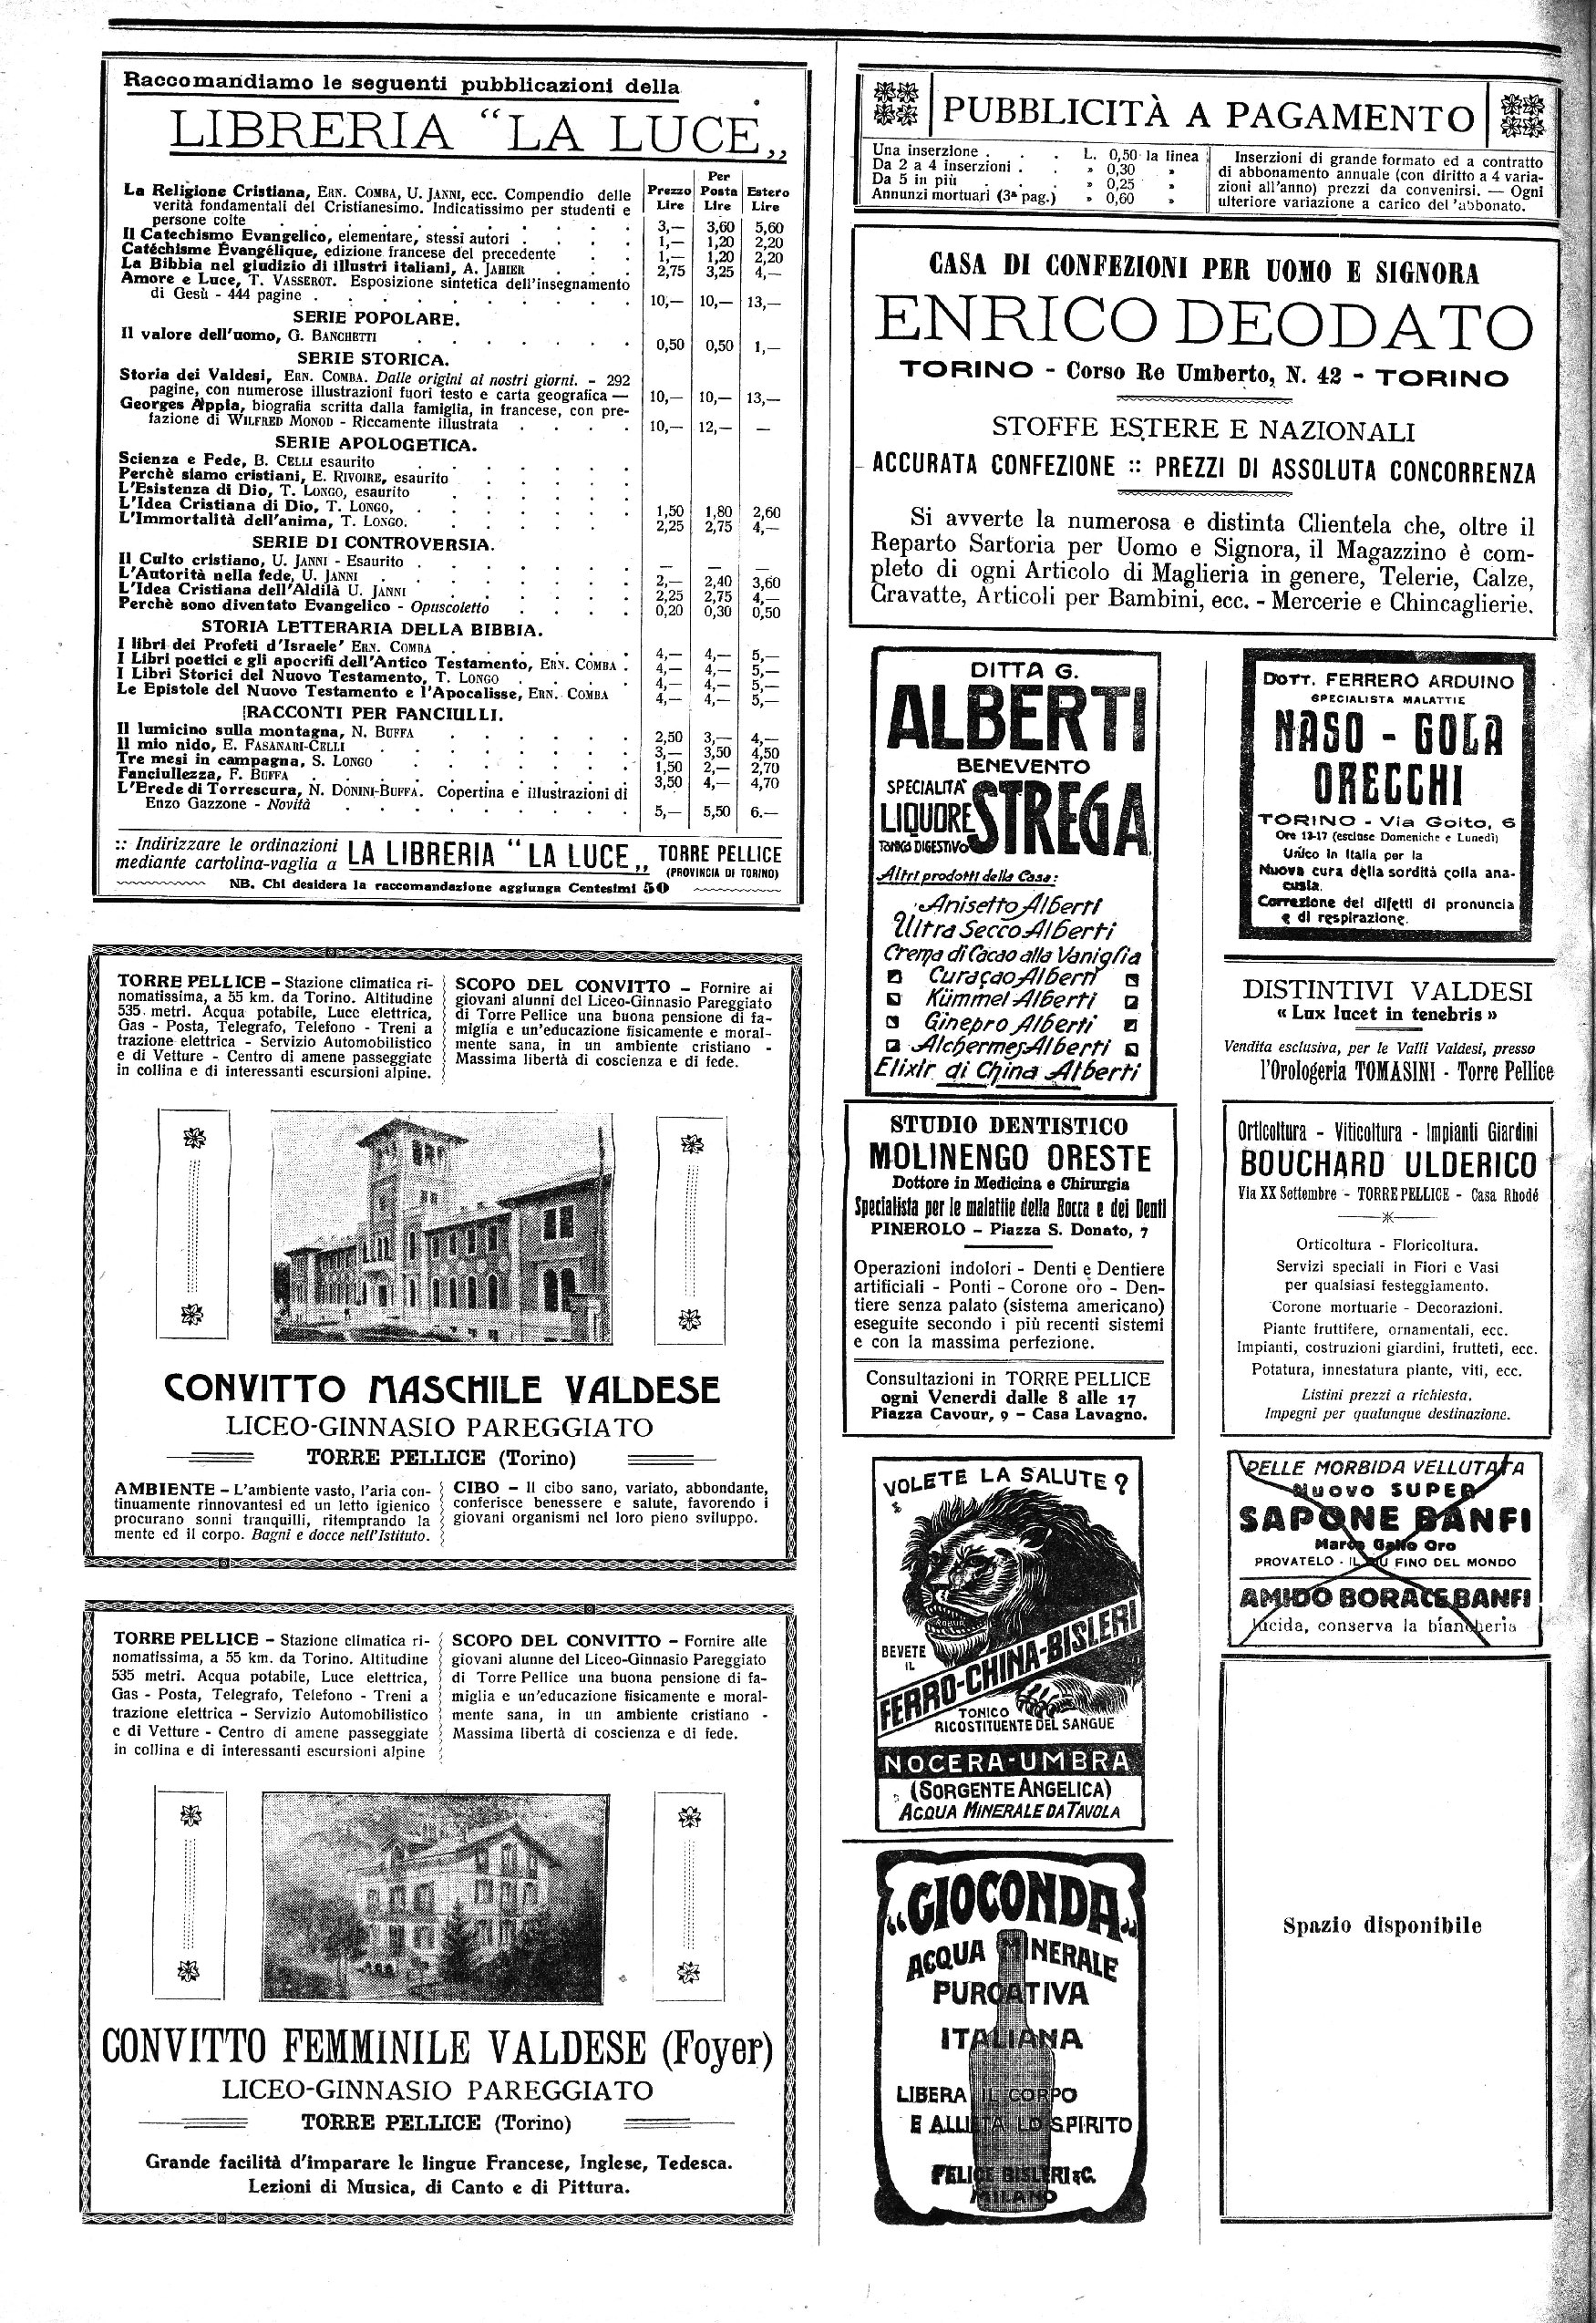 Raccomandiamo le seguenti pubblicazioni della
LIBRERIA “LA LUCE„
Prezzo Lire Per Posta Lire Estero Lire
La Religione Cristiana, ERN. COMBA, U. JANNI, ecc. Compendio delle
verità fondamentali del Cristianesimo. Indicatissimo per studenti e
persone colte . . . . . . . . 3,— 3,60 5,60
Il Catechismo Evangelico, elementare, stessi autori . . . . 1,— 1,20 2,20
Catéchisme Évangélique, edizione francese del precedente 1,— 1,20 2,20
La Bibbia nel giudizio di illustri italiani, A. JAHIER . . . 2,75 3,25 4,—
Amore e Luce, T. VASSEROT. Esposizione sintetica dell'insegnamento
di Gesù - 444 pagine . . . . . . . . 10,— 10,— 13,—
SERIE POPOLARE.
Il valore dell'uomo, G. BANCHETTI . . . . . . 0,50 0,50 1,—
SERIE STORICA.
Storia dei Valdesi, ERN. COMBA. Dalle origini ai nostri giorni. - 292
pagine, con numerose illustrazioni fuori testo e carta geografica — 10,— 10,— 13,—
Georges Appia, biografia scritta dalla famiglia, in francese, con pre-
fazione di WILFRED MONOD - Riccamente illustrata . . . . 10,— 12,— —
SERIE APOLOGETICA.
Scienza e Fede, B. CELLI esaurito . . . . .
Perchè siamo cristiani, E. RIVOIRE, esaurito . . . . .
L'Esistenza di Dio, T. LONGO, esaurito . . . . .
L'Idea Cristiana di Dio, T. LONGO, . . . . . 1,50 1,80 2,60
L'Immortalità dell'anima, T. LONGO. . . . . . 2,25 2,75 4,—
SERIE DI CONTROVERSIA.
Il Culto cristiano, U. JANNI - Esaurito . . . . . . — — —
L'Autorità nella fede, U. JANNI . . . . . . 2,— 2,40 3,60
L'Idea Cristiana dell'Aldilà U. JANNI . . . . . 2,25 2,75 4,—
Perchè sono diventato Evangelico - Opuscoletto . . . . 0,20 0,30 0,50
STORIA LETTERARIA DELLA BIBBIA.
I libri dei Profeti d'Israele' ERN. COMBA . . . . . 4,— 4,— 5,—
I Libri poetici e gli apocrifi dell'Antico Testamento, ERN. COMBA . 4,— 4,— 5,—
I Libri Storici del Nuovo Testamento, T. LONGO . . . . 4,— 4,— 5,—
Le Epistole del Nuovo Testamento e l'Apocalisse, ERN. COMBA 4,— 4,— 5,—
RACCONTI PER FANCIULLI.
Il lumicino sulla montagna, N. BUFFA . . . . . 2,50 3,— 4,—
Il mio nido, E. FASANARI-CELLI . . . . . . 3,— 3,50 4,50
Tre mesi in campagna, S. LONGO . . . . . 1,50 2,— 2,70
Fanciullezza, F. BUFFA . . . . . . . 3,50 4,— 4,70
L'Erede di Torrescura, N. DONINI-BUFFA. Copertina e illustrazioni di
Enzo Gazzone - Novità . . . . . . . 5,— 5,50 6.—
:: Indirizzare le ordinazioni
mediante cartolina-vaglia a LA LIBRERIA “LA LUCE„ TORRE PELLICE
(PROVINCIA DI TORINO)
NB. Chi desidera la raccomandazione aggiunga Centesimi 50
TORRE PELLICE – Stazione climatica ri-
nomatissima, a 55 km. da Torino. Altitudine
535 metri. Acqua potabile, Luce elettrica,
Gas - Posta, Telegrafo, Telefono - Treni a
trazione elettrica - Servizio Automobilistico
e di Vetture - Centro di amene passeggiate
in collina e di interessanti escursioni alpine.
SCOPO DEL CONVITTO – Fornire ai
giovani alunni del Liceo-Ginnasio Pareggiato
di Torre Pellice una buona pensione di fa-
miglia e un'educazione fisicamente e moral-
mente sana, in un ambiente cristiano -
Massima libertà di coscienza e di fede.
CONVITTO MASCHILE VALDESE
LICEO-GINNASIO PAREGGIATO
TORRE PELLICE (Torino)
AMBIENTE – L'ambiente vasto, l'aria con-
tinuamente rinnovantesi ed un letto igienico
procurano sonni tranquilli, ritemprando la
mente ed il corpo. Bagni e docce nell'Istituto.
CIBO – Il cibo sano, variato, abbondante,
conferisce benessere e salute, favorendo i
giovani organismi nel loro pieno sviluppo.
TORRE PELLICE – Stazione climatica ri-
nomatissima, a 55 km. da Torino. Altitudine
535 metri. Acqua potabile, Luce elettrica,
Gas - Posta, Telegrafo, Telefono - Treni a
trazione elettrica - Servizio Automobilistico
e di Vetture - Centro di amene passeggiate
in collina e di interessanti escursioni alpine
SCOPO DEL CONVITTO – Fornire alle
giovani alunne del Liceo-Ginnasio Pareggiato
di Torre Pellice una buona pensione di fa-
miglia e un'educazione fisicamente e moral-
mente sana, in un ambiente cristiano -
Massima libertà di coscienza e di fede.
CONVITTO FEMMINILE VALDESE (Foyer)
LICEO-GINNASIO PAREGGIATO
TORRE PELLICE (Torino)
Grande facilità d'imparare le lingue Francese, Inglese, Tedesca.
Lezioni di Musica, di Canto e di Pittura.
PUBBLICITÀ A PAGAMENTO
Una inserzione . . . L. 0,50 la linea
Da 2 a 4 inserzioni . . » 0,30 »
Da 5 in più . . . » 0,25 »
Annunzi mortuari (3ª pag.) » 0,60 »
Inserzioni di grande formato ed a contratto
di abbonamento annuale (con diritto a 4 varia-
zioni all'anno) prezzi da convenirsi. — Ogni
ulteriore variazione a carico del'abbonato.
CASA DI CONFEZIONI PER UOMO E SIGNORA
ENRICO DEODATO
TORINO - Corso Re Umberto, N. 42 - TORINO
STOFFE ESTERE E NAZIONALI
ACCURATA CONFEZIONE :: PREZZI DI ASSOLUTA CONCORRENZA
Si avverte la numerosa e distinta Clientela che, oltre il
Reparto Sartoria per Uomo e Signora, il Magazzino è com-
pleto di ogni Articolo di Maglieria in genere, Telerie, Calze,
Cravatte, Articoli per Bambini, ecc. - Mercerie e Chincaglierie.
DITTA G.
ALBERTI
BENEVENTO
SPECIALITÀ
LIQUORE STREGA
TONICO DIGESTIVO
Altri prodotti della Casa:
Anisetto Alberti
Ultra Secco Alberti
Crema di Cacao alla Vaniglia
Curaçao Alberti
Kümmel Alberti
Ginepro Alberti
Alchermes Alberti
Elixir di China Alberti
STUDIO DENTISTICO
MOLINENGO ORESTE
Dottore in Medicina e Chirurgia
Specialista per le malattie della Bocca e dei Denti
PINEROLO – Piazza S. Donato, 7
Operazioni indolori - Denti e Dentiere
artificiali - Ponti - Corone oro - Den-
tiere senza palato (sistema americano)
eseguite secondo i più recenti sistemi
e con la massima perfezione.
Consultazioni in TORRE PELLICE
ogni Venerdì dalle 8 alle 17
Piazza Cavour, 9 – Casa Lavagno.
VOLETE LA SALUTE?
BEVETE
IL
FERRO-CHINA-BISLERI
TONICO
RICOSTITUENTE DEL SANGUE
NOCERA-UMBRA
(SORGENTE ANGELICA)
ACQUA MINERALE DA TAVOLA
“GIOCONDA„
ACQUA MINERALE
PURGATIVA
ITALIANA
LIBERA IL CORPO
E ALLIETA LO SPIRITO
FELICE BISLERI & C.
MILANO
DOTT. FERRERO ARDUINO
SPECIALISTA MALATTIE
NASO - GOLA
ORECCHI
TORINO - Via Goito, 6
Ore 13-17 (escluse Domeniche e Lunedì)
Unico in Italia per la
Nuova cura della sordità colla ana-
cusia.
Correzione dei difetti di pronuncia
e di respirazione.
DISTINTIVI VALDESI
« Lux lucet in tenebris »
Vendita esclusiva, per le Valli Valdesi, presso
l'Orologeria TOMASINI - Torre Pellice
Orticoltura - Viticoltura - Impianti Giardini
BOUCHARD ULDERICO
Via XX Settembre - TORRE PELLICE - Casa Rhodé
Orticoltura - Floricoltura.
Servizi speciali in Fiori e Vasi
per qualsiasi festeggiamento.
Corone mortuarie - Decorazioni.
Piante fruttifere, ornamentali, ecc.
Impianti, costruzioni giardini, frutteti, ecc.
Potatura, innestatura piante, viti, ecc.
Listini prezzi a richiesta.
Impegni per qualunque destinazione.
PELLE MORBIDA VELLUTATA
NUOVO SUPER
SAPONE BANFI
Marca Gallo Oro
PROVATELO - IL PIÙ FINO DEL MONDO
AMIDO BORACE BANFI
lucida, conserva la biancheria
Spazio disponibile